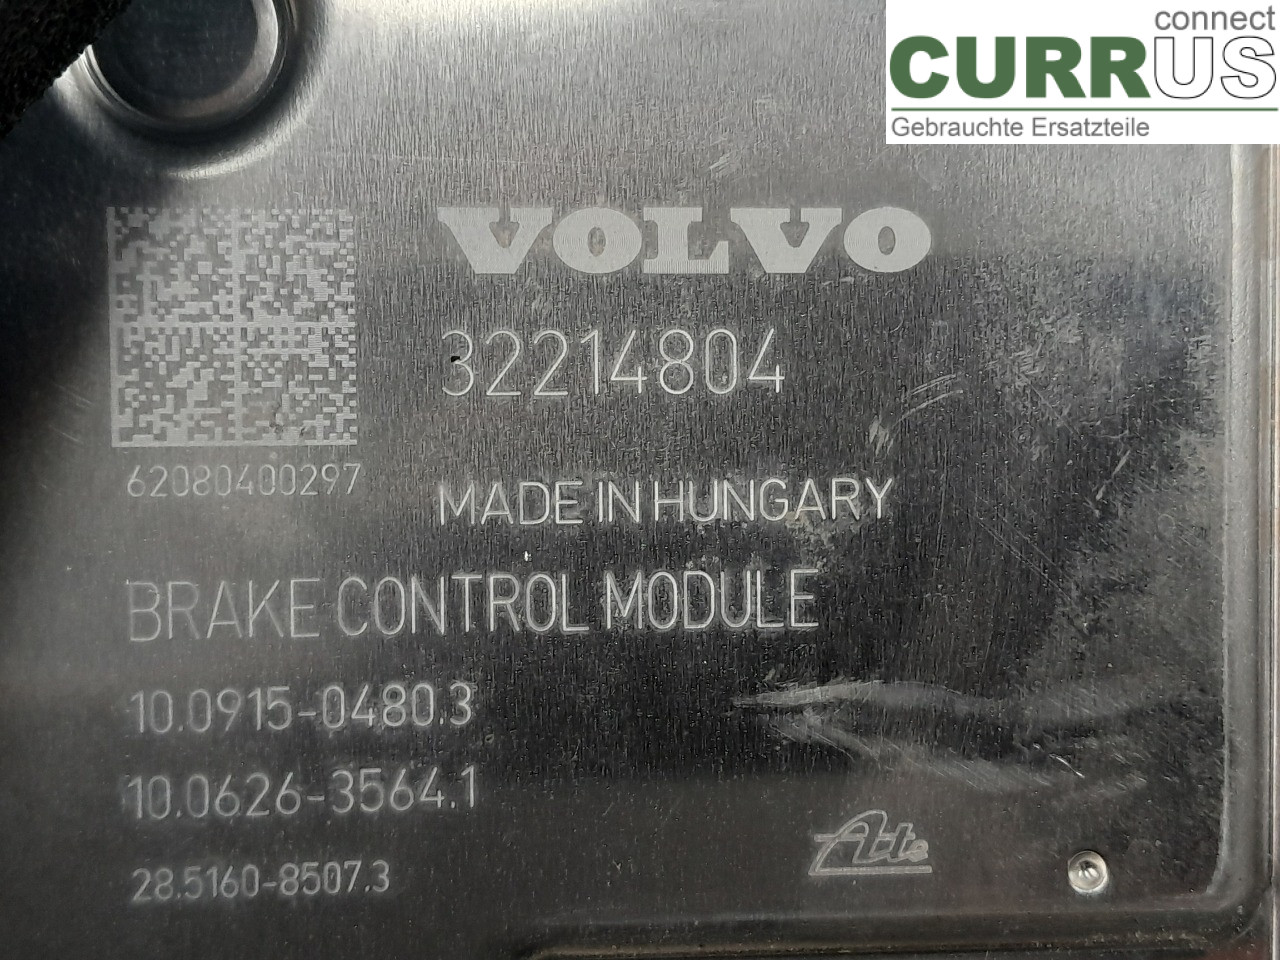 connect
CURRUS
Gebrauchte Ersatzteile
VOLVO
32214804
62080400297
MADE IN HUNGARY
BRAKE CONTROL MODULE
10.0915-0480.3
10.0626-3564.1
28.5160-8507.3
Ate